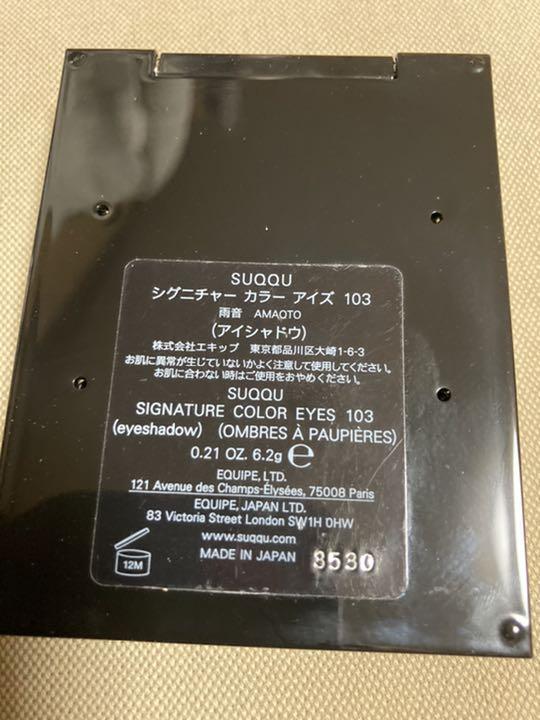 SUQQU
シグニチャー カラー アイズ 103
雨音 AMAOTO
(アイシャドウ)
株式会社エキップ 東京都品川区大崎1-6-3
お肌に異常が生じていないかよく注意して使用してください。
お肌に合わない時はご使用をおやめください。
SUQQU
SIGNATURE COLOR EYES 103
(eyeshadow) (OMBRES À PAUPIÈRES)
0.21 OZ. 6.2g ℮
EQUIPE, LTD.
121 Avenue des Champs-Élysées, 75008 Paris
EQUIPE, JAPAN LTD.
83 Victoria Street London SW1H 0HW
www.suqqu.com
MADE IN JAPAN 3530
12M